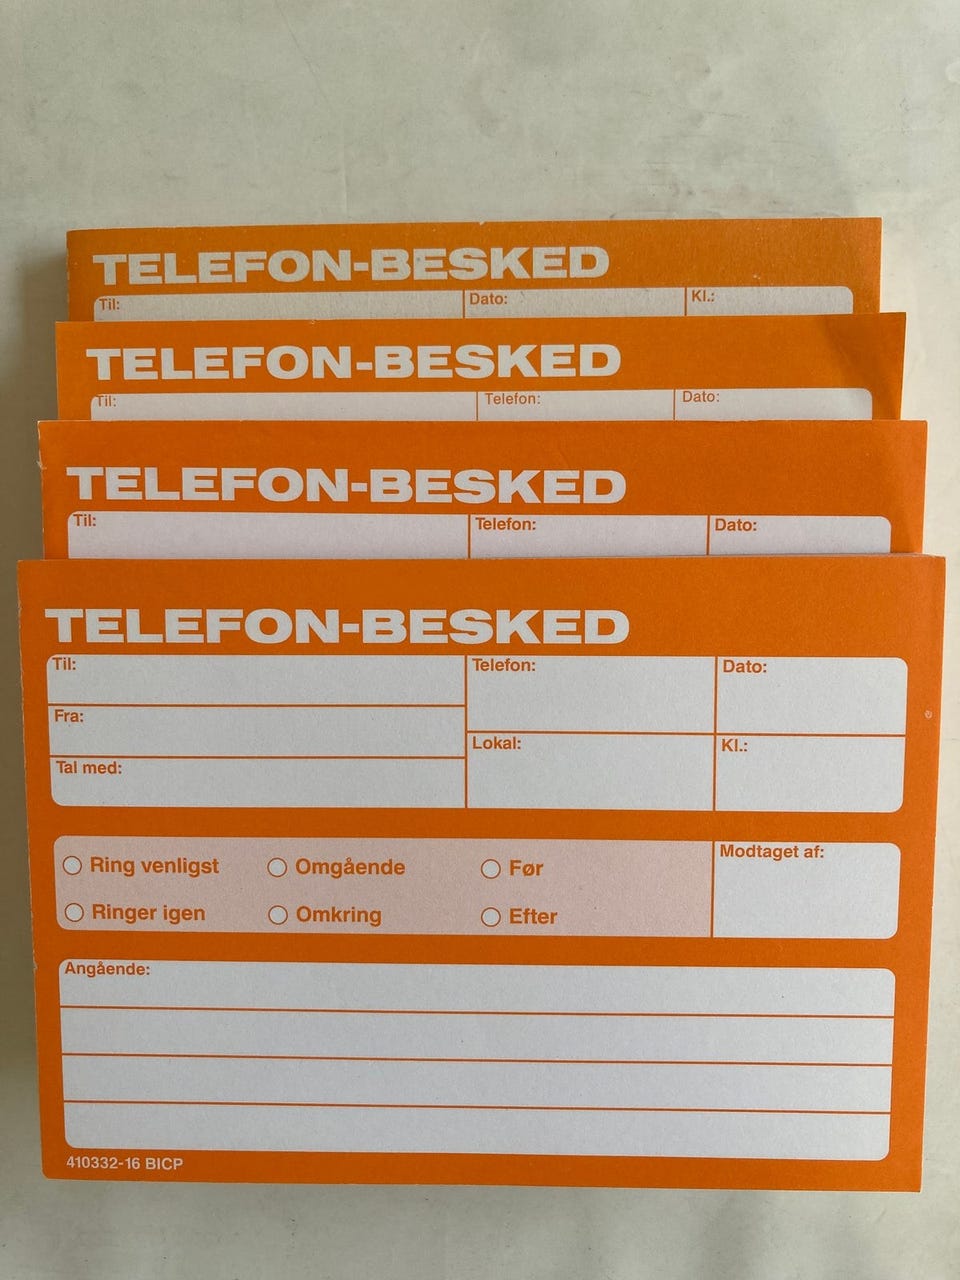 TELEFON-BESKED
Til: Dato: Kl.:
TELEFON-BESKED
Til: Telefon: Dato:
TELEFON-BESKED
Til: Telefon: Dato:
TELEFON-BESKED
Til: Telefon: Dato:
Fra:
Lokal: Kl.:
Tal med:
Ring venligst Omgående Før
Modtaget af:
Ringer igen Omkring Efter
Angående:
410332-16 BICP